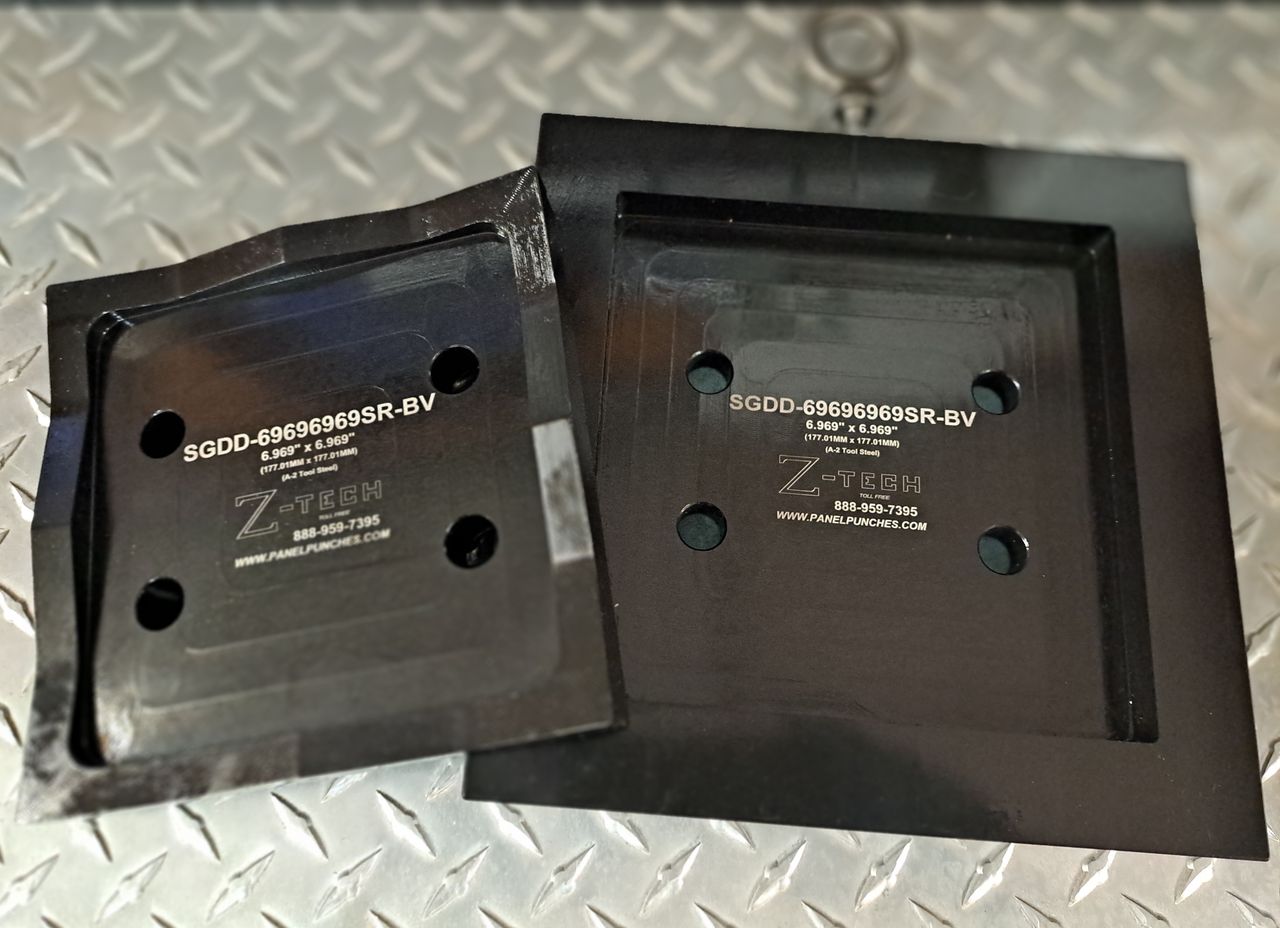 SGDD-69696969SR-BV
6.969" x 6.969"
(177.01MM x 177.01MM)
(A-2 Tool Steel)
Z-TECH
TOLL FREE
888-959-7395
WWW.PANELPUNCHES.COM
SGDD-69696969SR-BV
6.969" x 6.969"
(177.01MM x 177.01MM)
(A-2 Tool Steel)
Z-TECH
TOLL FREE
888-959-7395
WWW.PANELPUNCHES.COM